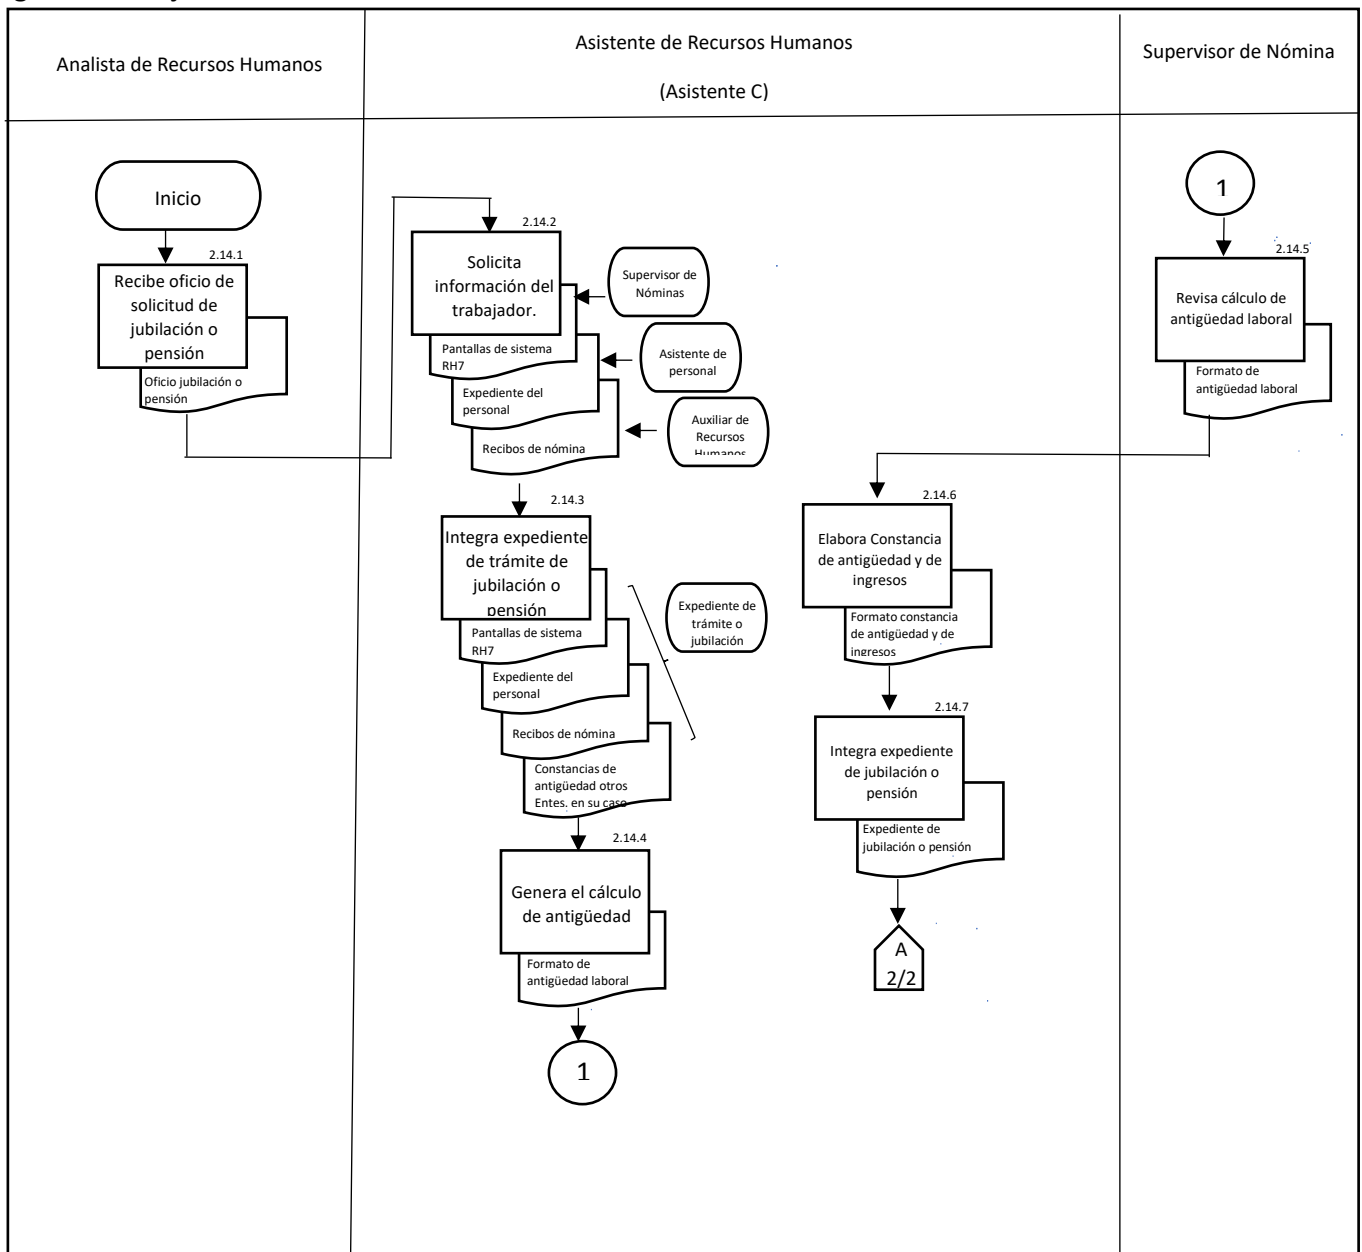 Analista de Recursos Humanos
Asistente de Recursos Humanos
(Asistente C)
Supervisor de Nómina
Inicio
2.14.1
Recibe oficio de
solicitud de
jubilación o
pensión
Oficio jubilación o
pensión
2.14.2
Solicita
información del
trabajador.
Pantallas de sistema
RH7
Expediente del
personal
Recibos de nómina
Supervisor de
Nóminas
Asistente de
personal
Auxiliar de
Recursos
Humanos
2.14.3
Integra expediente
de trámite de
jubilación o
pensión
Pantallas de sistema
RH7
Expediente del
personal
Recibos de nómina
Constancias de
antigüedad otros
Entes. en su caso
Expediente de
trámite o
jubilación
2.14.4
Genera el cálculo
de antigüedad
Formato de
antigüedad laboral
1
1
2.14.5
Revisa cálculo de
antigüedad laboral
Formato de
antigüedad laboral
2.14.6
Elabora Constancia
de antigüedad y de
ingresos
Formato constancia
de antigüedad y de
ingresos
2.14.7
Integra expediente
de jubilación o
pensión
Expediente de
jubilación o pensión
A
2/2